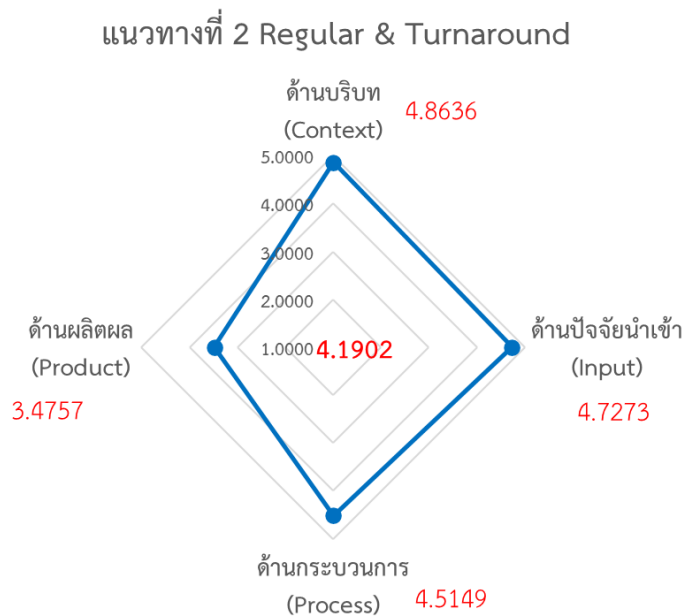 แนวทางที่ 2 Regular & Turnaround
ด้านบริบท
(Context)
4.8636
5.0000
4.0000
3.0000
2.0000
1.0000
4.1902
ด้านผลิตผล
(Product)
3.4757
ด้านปัจจัยนำเข้า
(Input)
4.7273
ด้านกระบวนการ
(Process)
4.5149